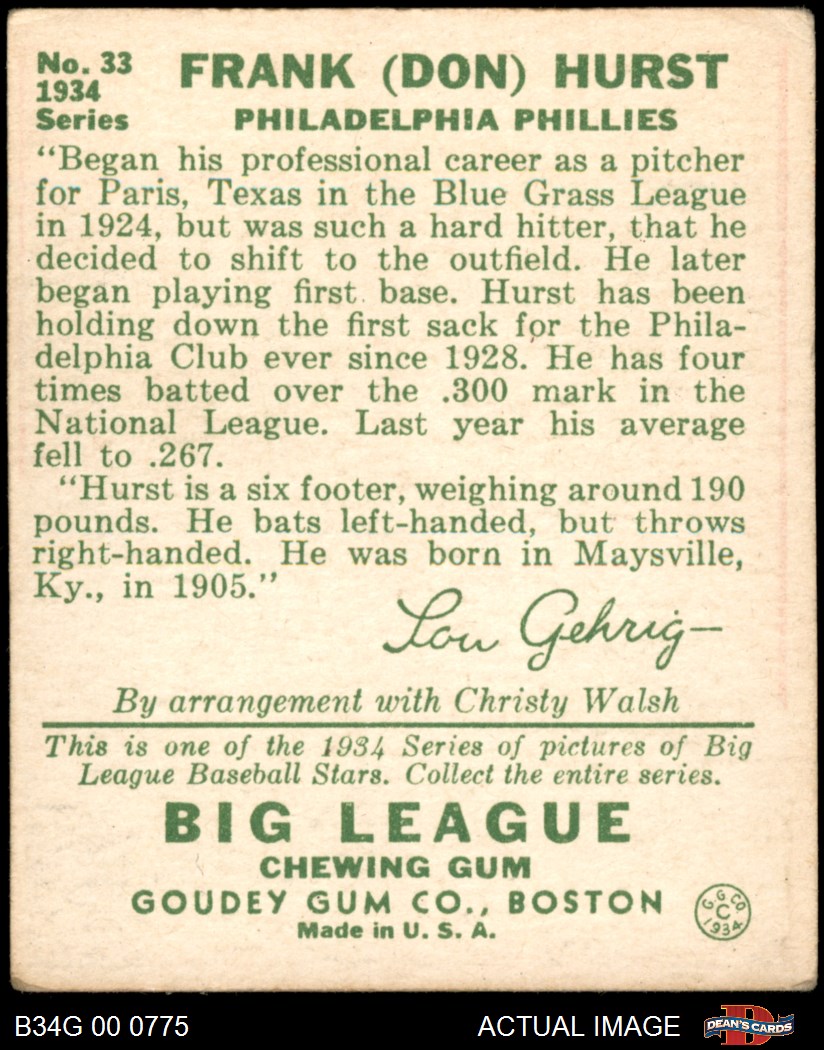 No. 33
1934
Series
FRANK (DON) HURST
PHILADELPHIA PHILLIES
“Began his professional career as a pitcher
for Paris, Texas in the Blue Grass League
in 1924, but was such a hard hitter, that he
decided to shift to the outfield. He later
began playing first base. Hurst has been
holding down the first sack for the Phila-
delphia Club ever since 1928. He has four
times batted over the .300 mark in the
National League. Last year his average
fell to .267.
“Hurst is a six footer, weighing around 190
pounds. He bats left-handed, but throws
right-handed. He was born in Maysville,
Ky., in 1905.”
Lou Gehrig
By arrangement with Christy Walsh
This is one of the 1934 Series of pictures of Big
League Baseball Stars. Collect the entire series.
BIG LEAGUE
CHEWING GUM
GOUDEY GUM CO., BOSTON
Made in U. S. A.
G. G. CO.
C
1934
B34G 00 0775
ACTUAL IMAGE
D
DEAN'S CARDS